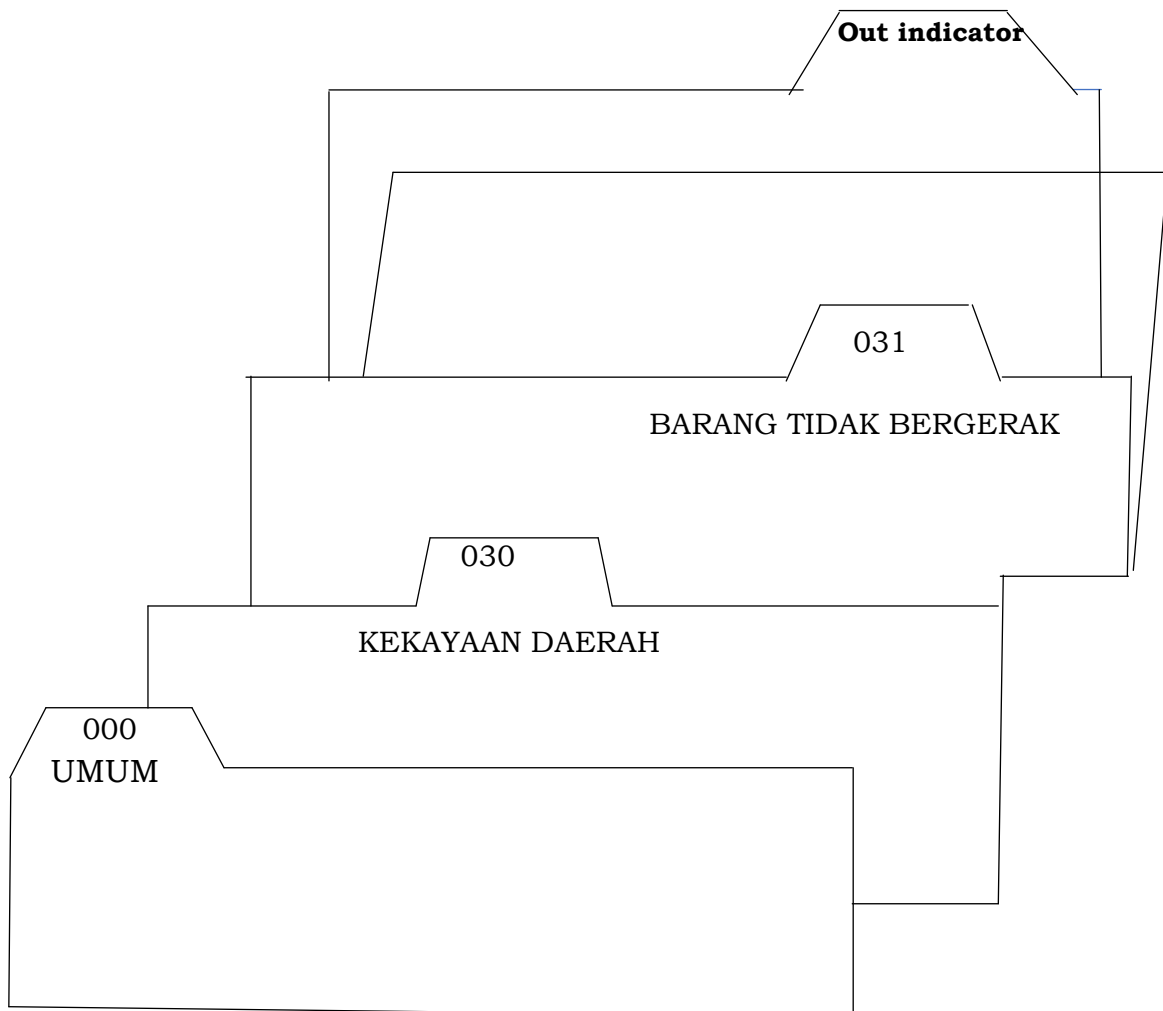 Out indicator
031
BARANG TIDAK BERGERAK
030
KEKAYAAN DAERAH
000
UMUM